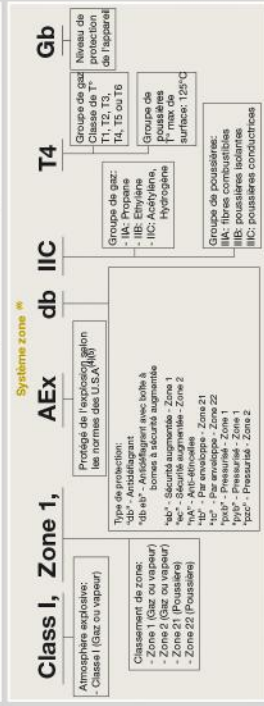 Système zone (4)
Class I, Zone 1, AEx db IIC T4 Gb
Atmosphère explosive:
- Classe I (Gaz ou vapeur)
Classement de zone:
- Zone 1 (Gaz ou vapeur)
- Zone 2 (Gaz ou vapeur)
- Zone 21 (Poussière)
- Zone 22 (Poussière)
Protégé de l'explosion selon
les normes des U.S.A(4)(5)
Type de protection:
"db" - Antidéflagrant
"db eb" - Antidéflagrant avec boîte à
bornes à sécurité augmentée
"eb" - Sécurité augmentée - Zone 1
"ec" - Sécurité augmentée - Zone 2
"nA" - Anti-étincelles
"tb" - Par enveloppe - Zone 21
"tc" - Par enveloppe - Zone 22
"pxb" - Pressurisé - Zone 1
"pyb" - Pressurisé - Zone 1
"pzc" - Pressurisé - Zone 2
Groupe de gaz:
- IIA: Propane
- IIB: Ethylène
- IIC: Acétylène,
Hydrogène
Groupe de poussières:
IIIA: fibres combustibles
IIIB: poussières isolantes
IIIC: poussières conductrices
Groupe de gaz
Classe de T°
T1, T2, T3,
T4, T5 ou T6
Groupe de
poussières
T° max de
surface: 125°C
Niveau de
protection
de l'appareil